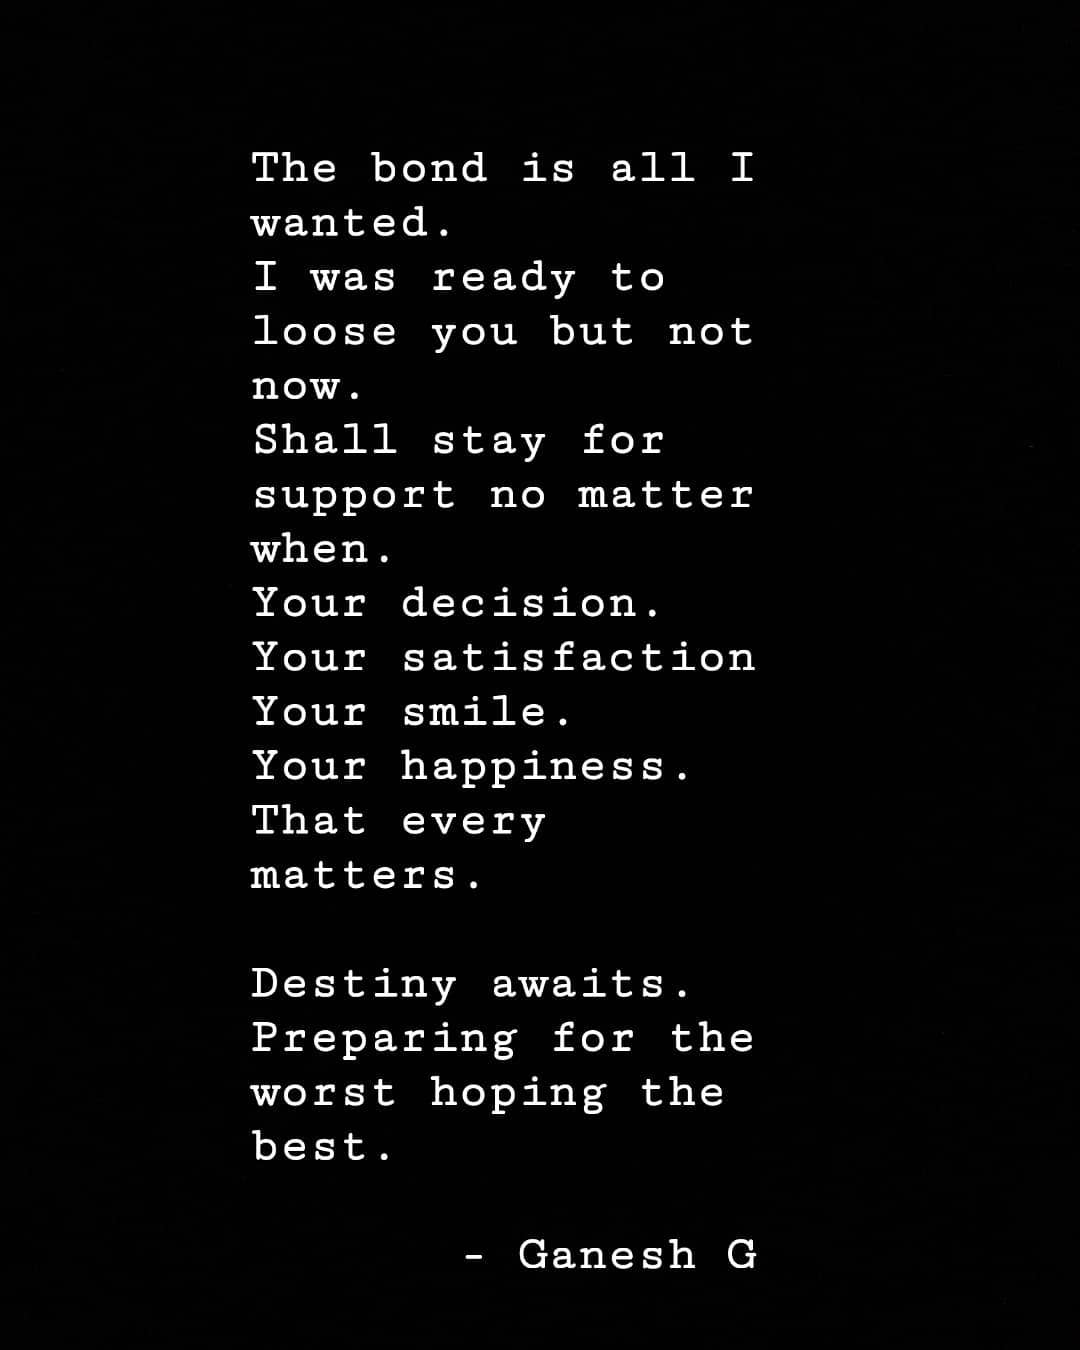 The bond is all I
wanted.
I was ready to
loose you but not
now.
Shall stay for
support no matter
when.
Your decision.
Your satisfaction
Your smile.
Your happiness.
That every
matters.
Destiny awaits.
Preparing for the
worst hoping the
best.
- Ganesh G